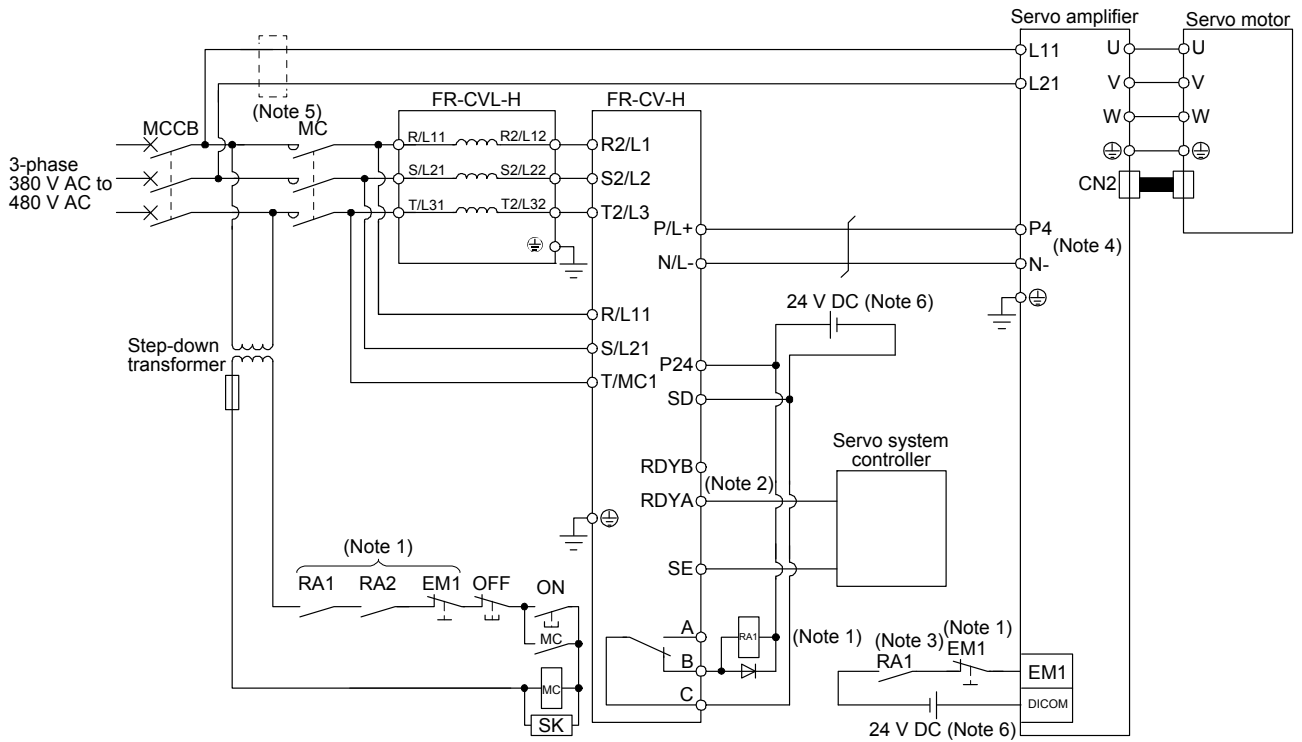 Servo amplifier
Servo motor
L11
U
U
L21
V
V
(Note 5)
FR-CVL-H
FR-CV-H
W
W
MCCB
MC
R/L11
R2/L12
R2/L1
3-phase
380 V AC to
480 V AC
S/L21
S2/L22
S2/L2
CN2
T/L31
T2/L32
T2/L3
P/L+
P4
(Note 4)
N/L-
N-
24 V DC (Note 6)
R/L11
Step-down
transformer
S/L21
P24
T/MC1
SD
Servo system
controller
RDYB
(Note 2)
RDYA
(Note 1)
SE
RA1
RA2
EM1
OFF
ON
A
RA1
(Note 1)
(Note 3)
(Note 1)
EM1
RA1
MC
B
EM1
MC
C
DICOM
SK
24 V DC (Note 6)